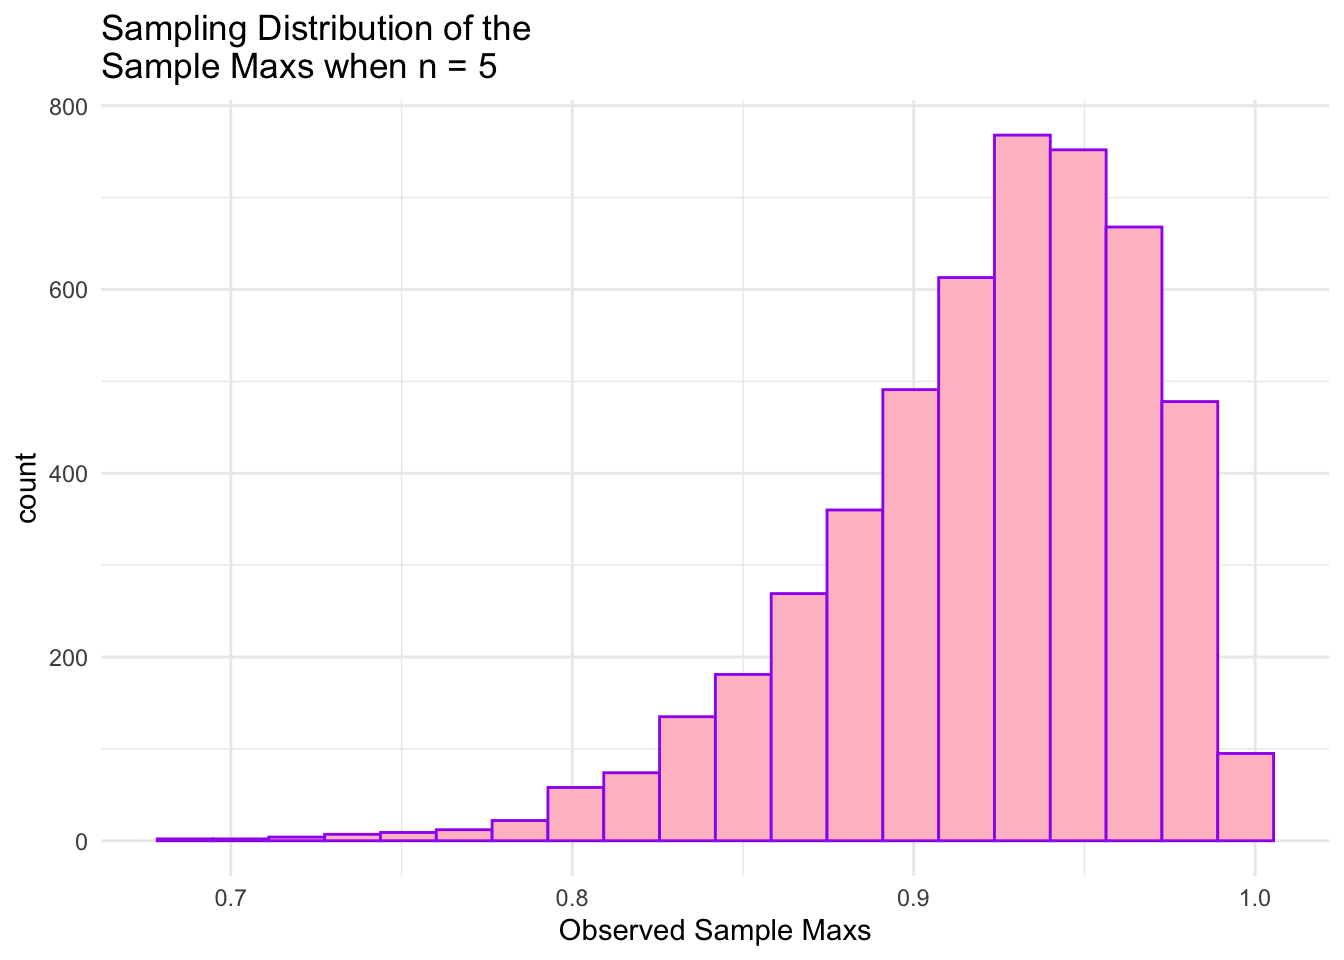 Sampling Distribution of the
Sample Maxs when n = 5
800
600
400
200
0
count
0.7 0.8 0.9 1.0
Observed Sample Maxs